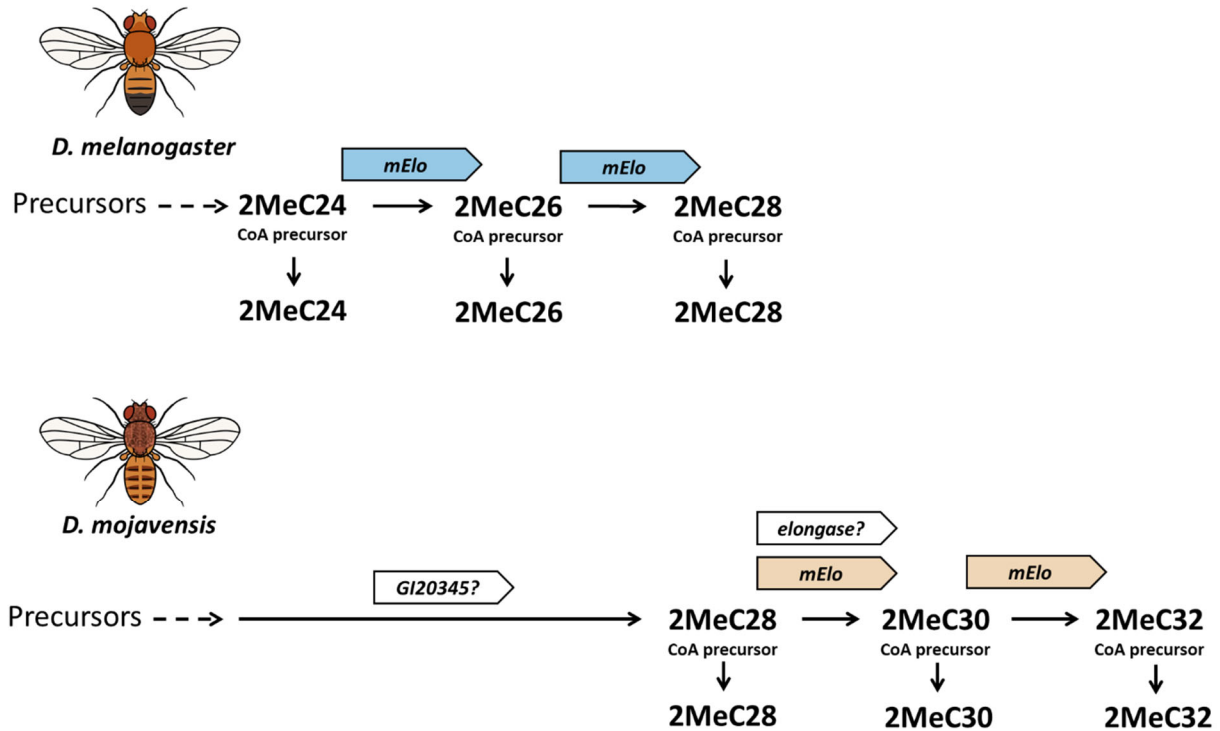 D. melanogaster
mElo mElo
Precursors 2MeC24 2MeC26 2MeC28
CoA precursor CoA precursor CoA precursor
2MeC24 2MeC26 2MeC28
D. mojavensis
elongase?
GI20345? mElo mElo
Precursors 2MeC28 2MeC30 2MeC32
CoA precursor CoA precursor CoA precursor
2MeC28 2MeC30 2MeC32